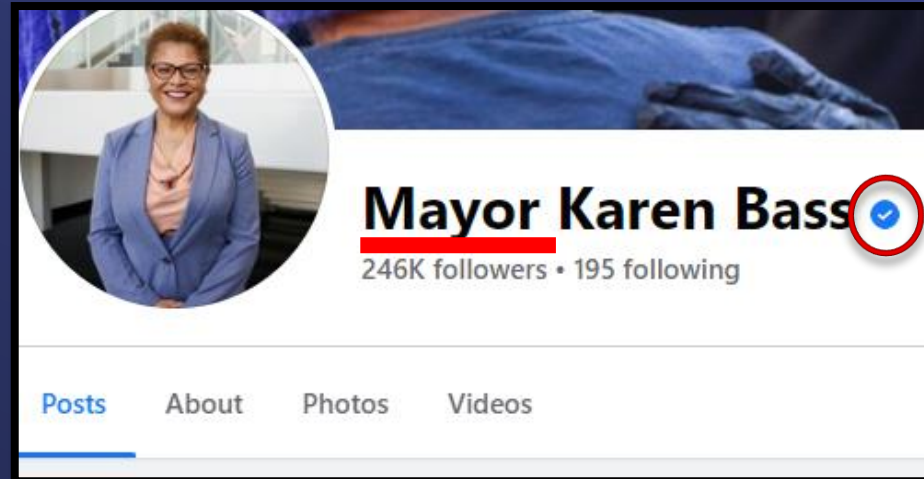 Mayor Karen Bass
246K followers • 195 following
Posts About Photos Videos